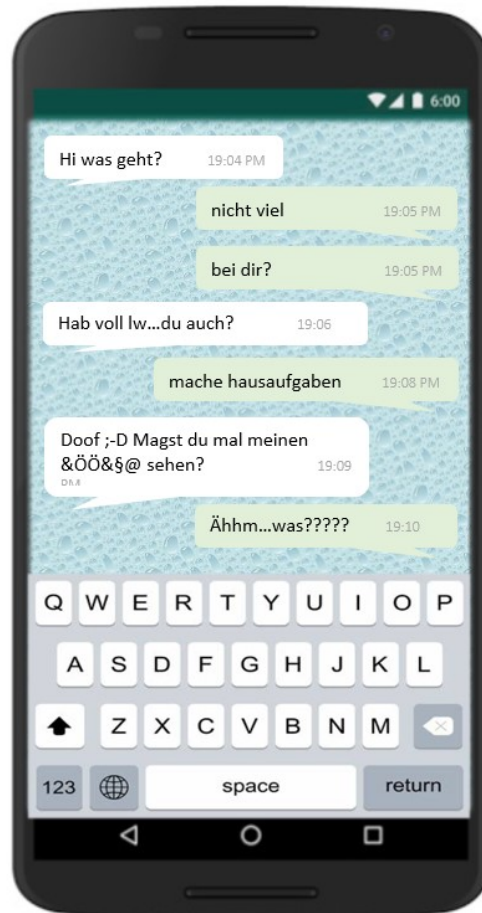 6:00
Hi was geht? 19:04 PM
nicht viel 19:05 PM
bei dir? 19:05 PM
Hab voll lw...du auch? 19:06
mache hausaufgaben 19:08 PM
Doof ;-D Magst du mal meinen
&ÖÖ&§@ sehen? 19:09
PM
Ähhm...was????? 19:10
Q W E R T Y U I O P
A S D F G H J K L
Z X C V B N M
123 space return